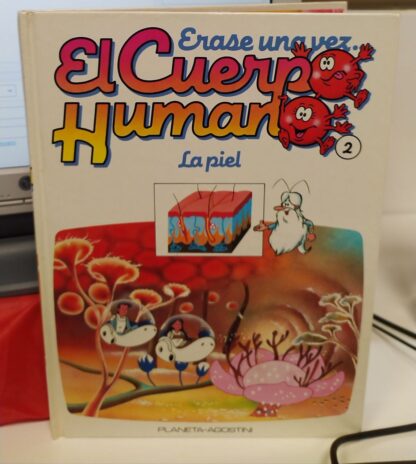 Erase una vez...
El Cuerpo
Humano
La piel
2
PLANETA-AGOSTINI